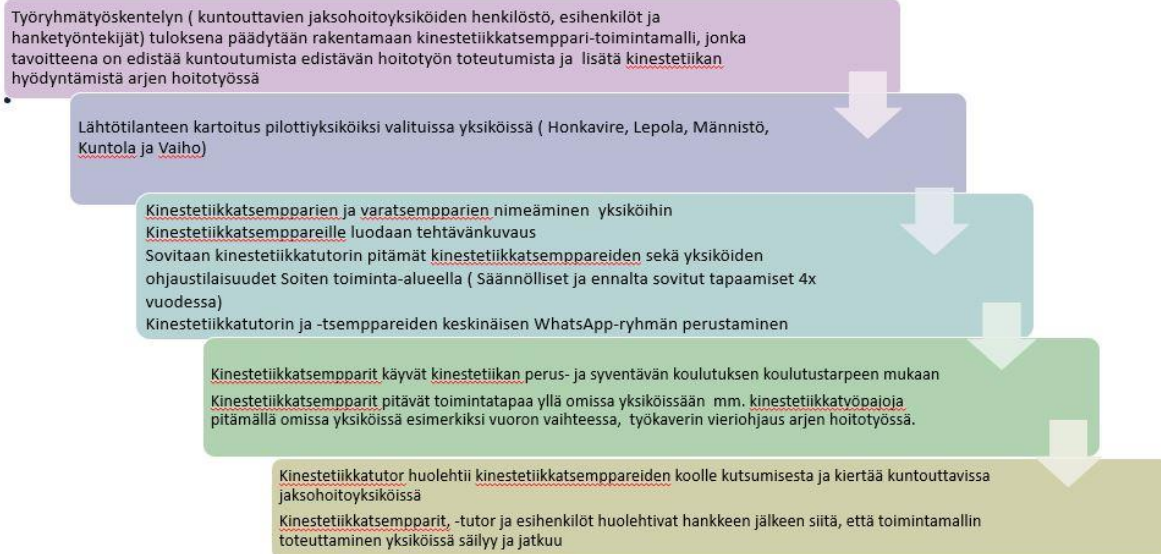 Työryhmätyöskentelyn ( kuntouttavien jaksohoitoyksiköiden henkilöstö, esihenkilöt ja
hanketyöntekijät) tuloksena päädytään rakentamaan kinestetiikkatsemppari-toimintamalli, jonka
tavoitteena on edistää kuntoutumista edistävän hoitotyön toteutumista ja lisätä kinestetiikan
hyödyntämistä arjen hoitotyössä
Lähtötilanteen kartoitus pilottiyksiköiksi valituissa yksiköissä ( Honkavire, Lepola, Männistö,
Kuntola ja Vaiho)
Kinestetiikkatsempparien ja varatsempparien nimeäminen yksiköihin
Kinestetiikkatsemppareille luodaan tehtävänkuvaus
Sovitaan kinestetiikkatutorin pitämät kinestetiikkatsemppareiden sekä yksiköiden
ohjaustilaisuudet Soiten toiminta-alueella ( Säännölliset ja ennalta sovitut tapaamiset 4x
vuodessa)
Kinestetiikkatutorin ja -tsemppareiden keskinäisen WhatsApp-ryhmän perustaminen
Kinestetiikkatsempparit käyvät kinestetiikan perus- ja syventävän koulutuksen koulutustarpeen mukaan
Kinestetiikkatsempparit pitävät toimintatapaa yllä omissa yksiköissään mm. kinestetiikkatyöpajoja
pitämällä omissa yksiköissä esimerkiksi vuoron vaihteessa, työkaverin vieriohjaus arjen hoitotyössä.
Kinestetiikkatutor huolehtii kinestetiikkatsemppareiden koolle kutsumisesta ja kiertää kuntouttavissa
jaksohoitoyksiköissä
Kinestetiikkatsempparit, -tutor ja esihenkilöt huolehtivat hankkeen jälkeen siitä, että toimintamallin
toteuttaminen yksiköissä säilyy ja jatkuu